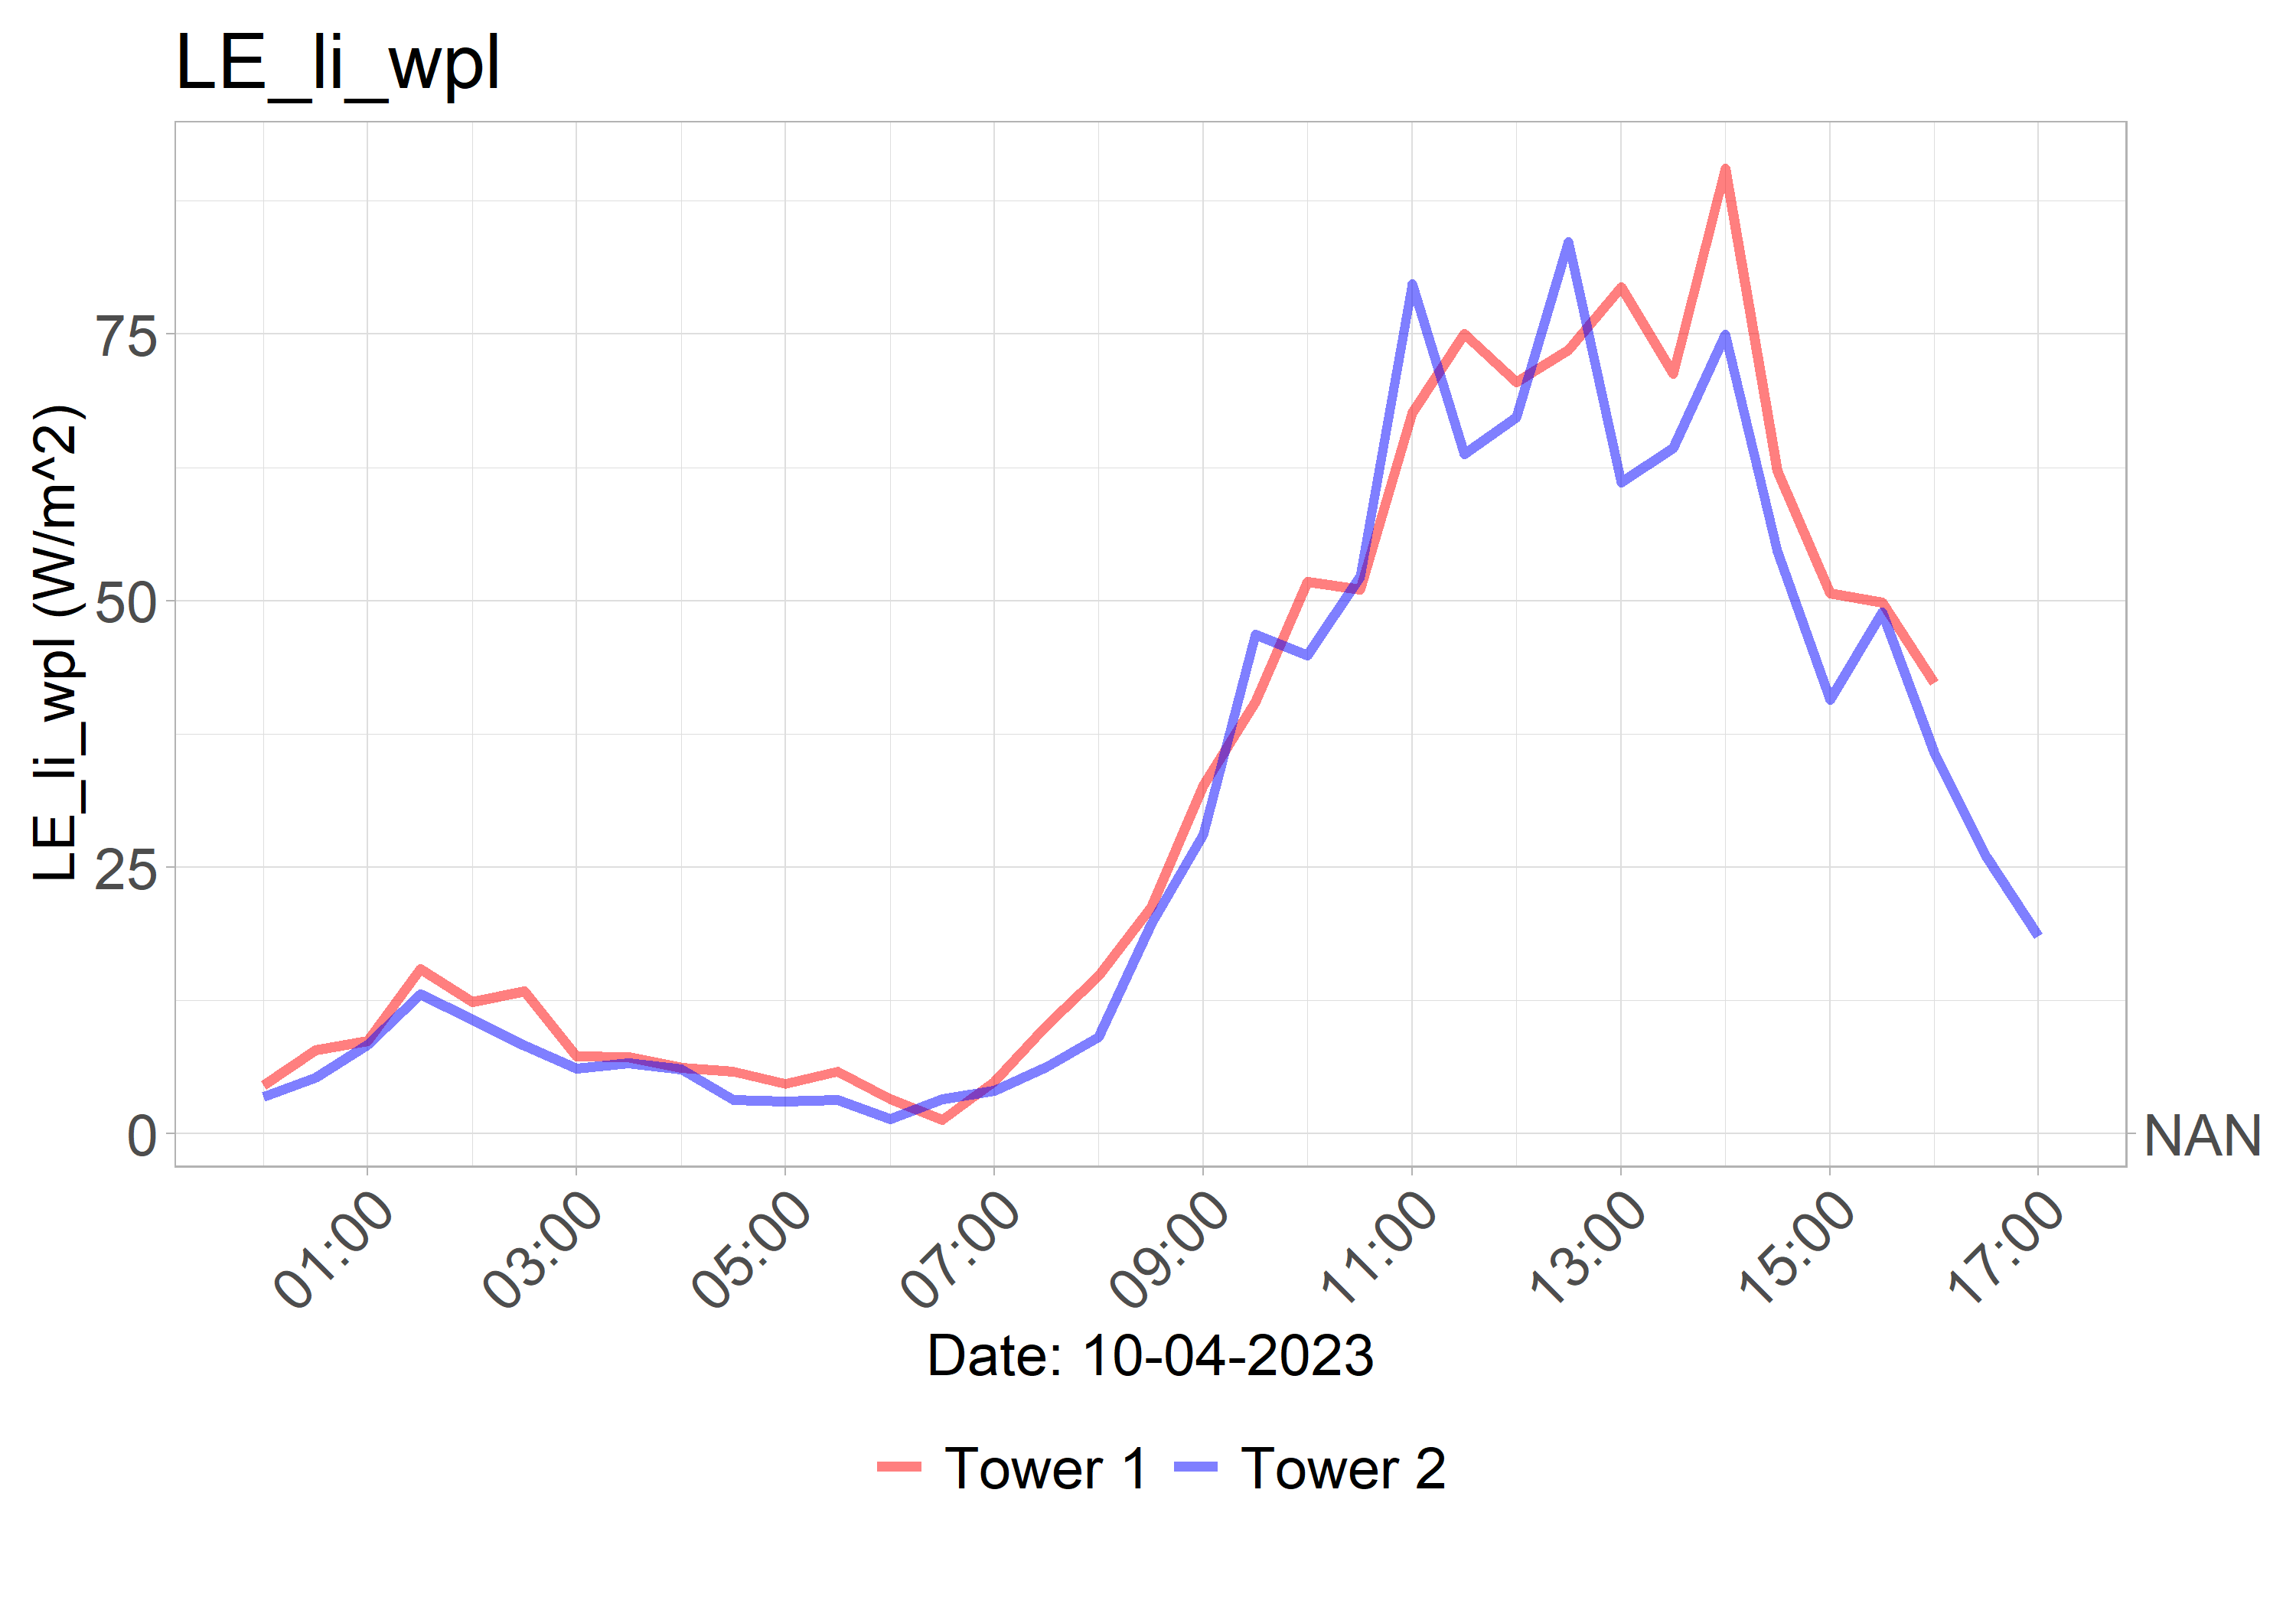 LE_li_wpl
LE_li_wpl (W/m^2)
75
50
25
0
NAN
01:00 03:00 05:00 07:00 09:00 11:00 13:00 15:00 17:00
Date: 10-04-2023
Tower 1 Tower 2